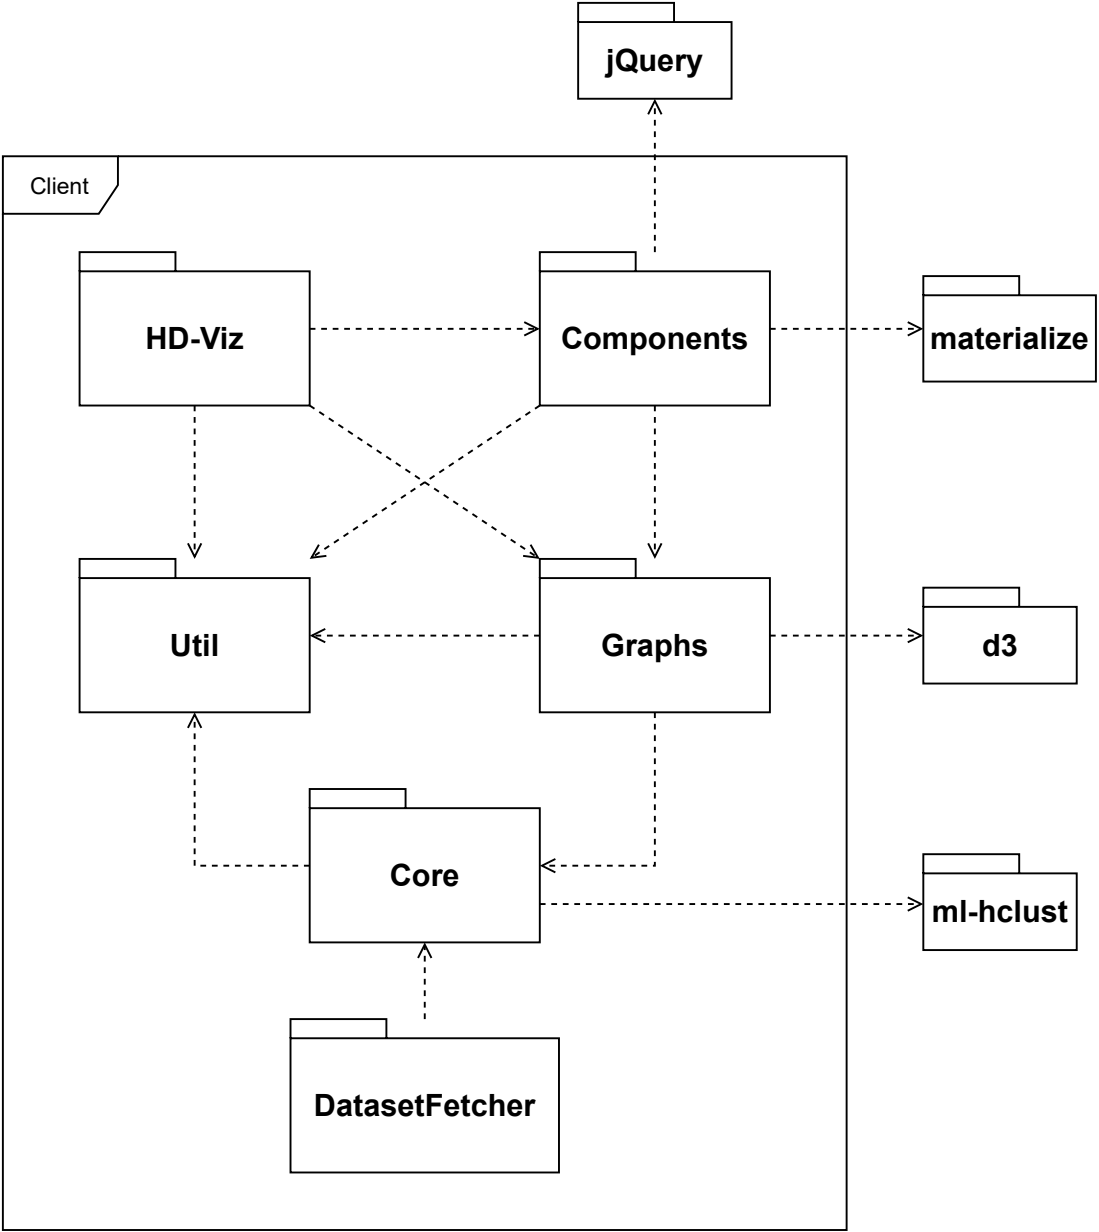 jQuery
Client
HD-Viz
Components
materialize
Util
Graphs
d3
Core
ml-hclust
DatasetFetcher